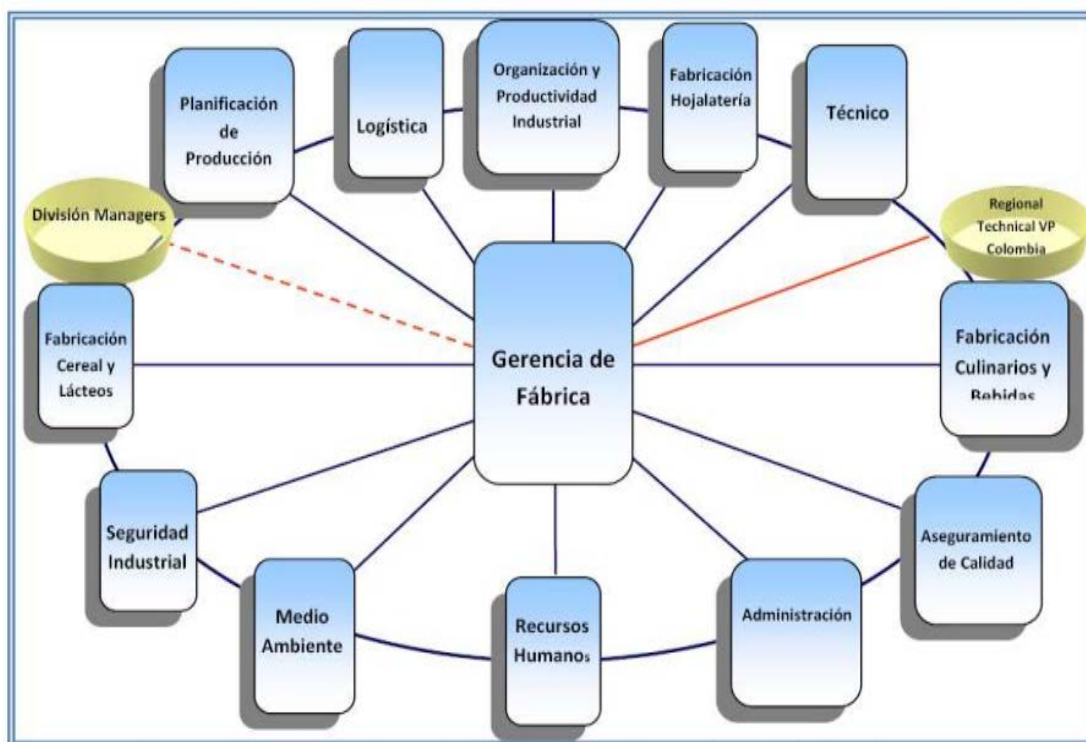 Planificación
de
Producción
Logística
Organización y
Productividad
Industrial
Fabricación
Hojalatería
Técnico
División Managers
Regional
Technical VP
Colombia
Fabricación
Cereal y
Lácteos
Gerencia de
Fábrica
Fabricación
Culinarios y
Bebidas
Seguridad
Industrial
Medio
Ambiente
Recursos
Humanos
Administración
Aseguramiento
de Calidad